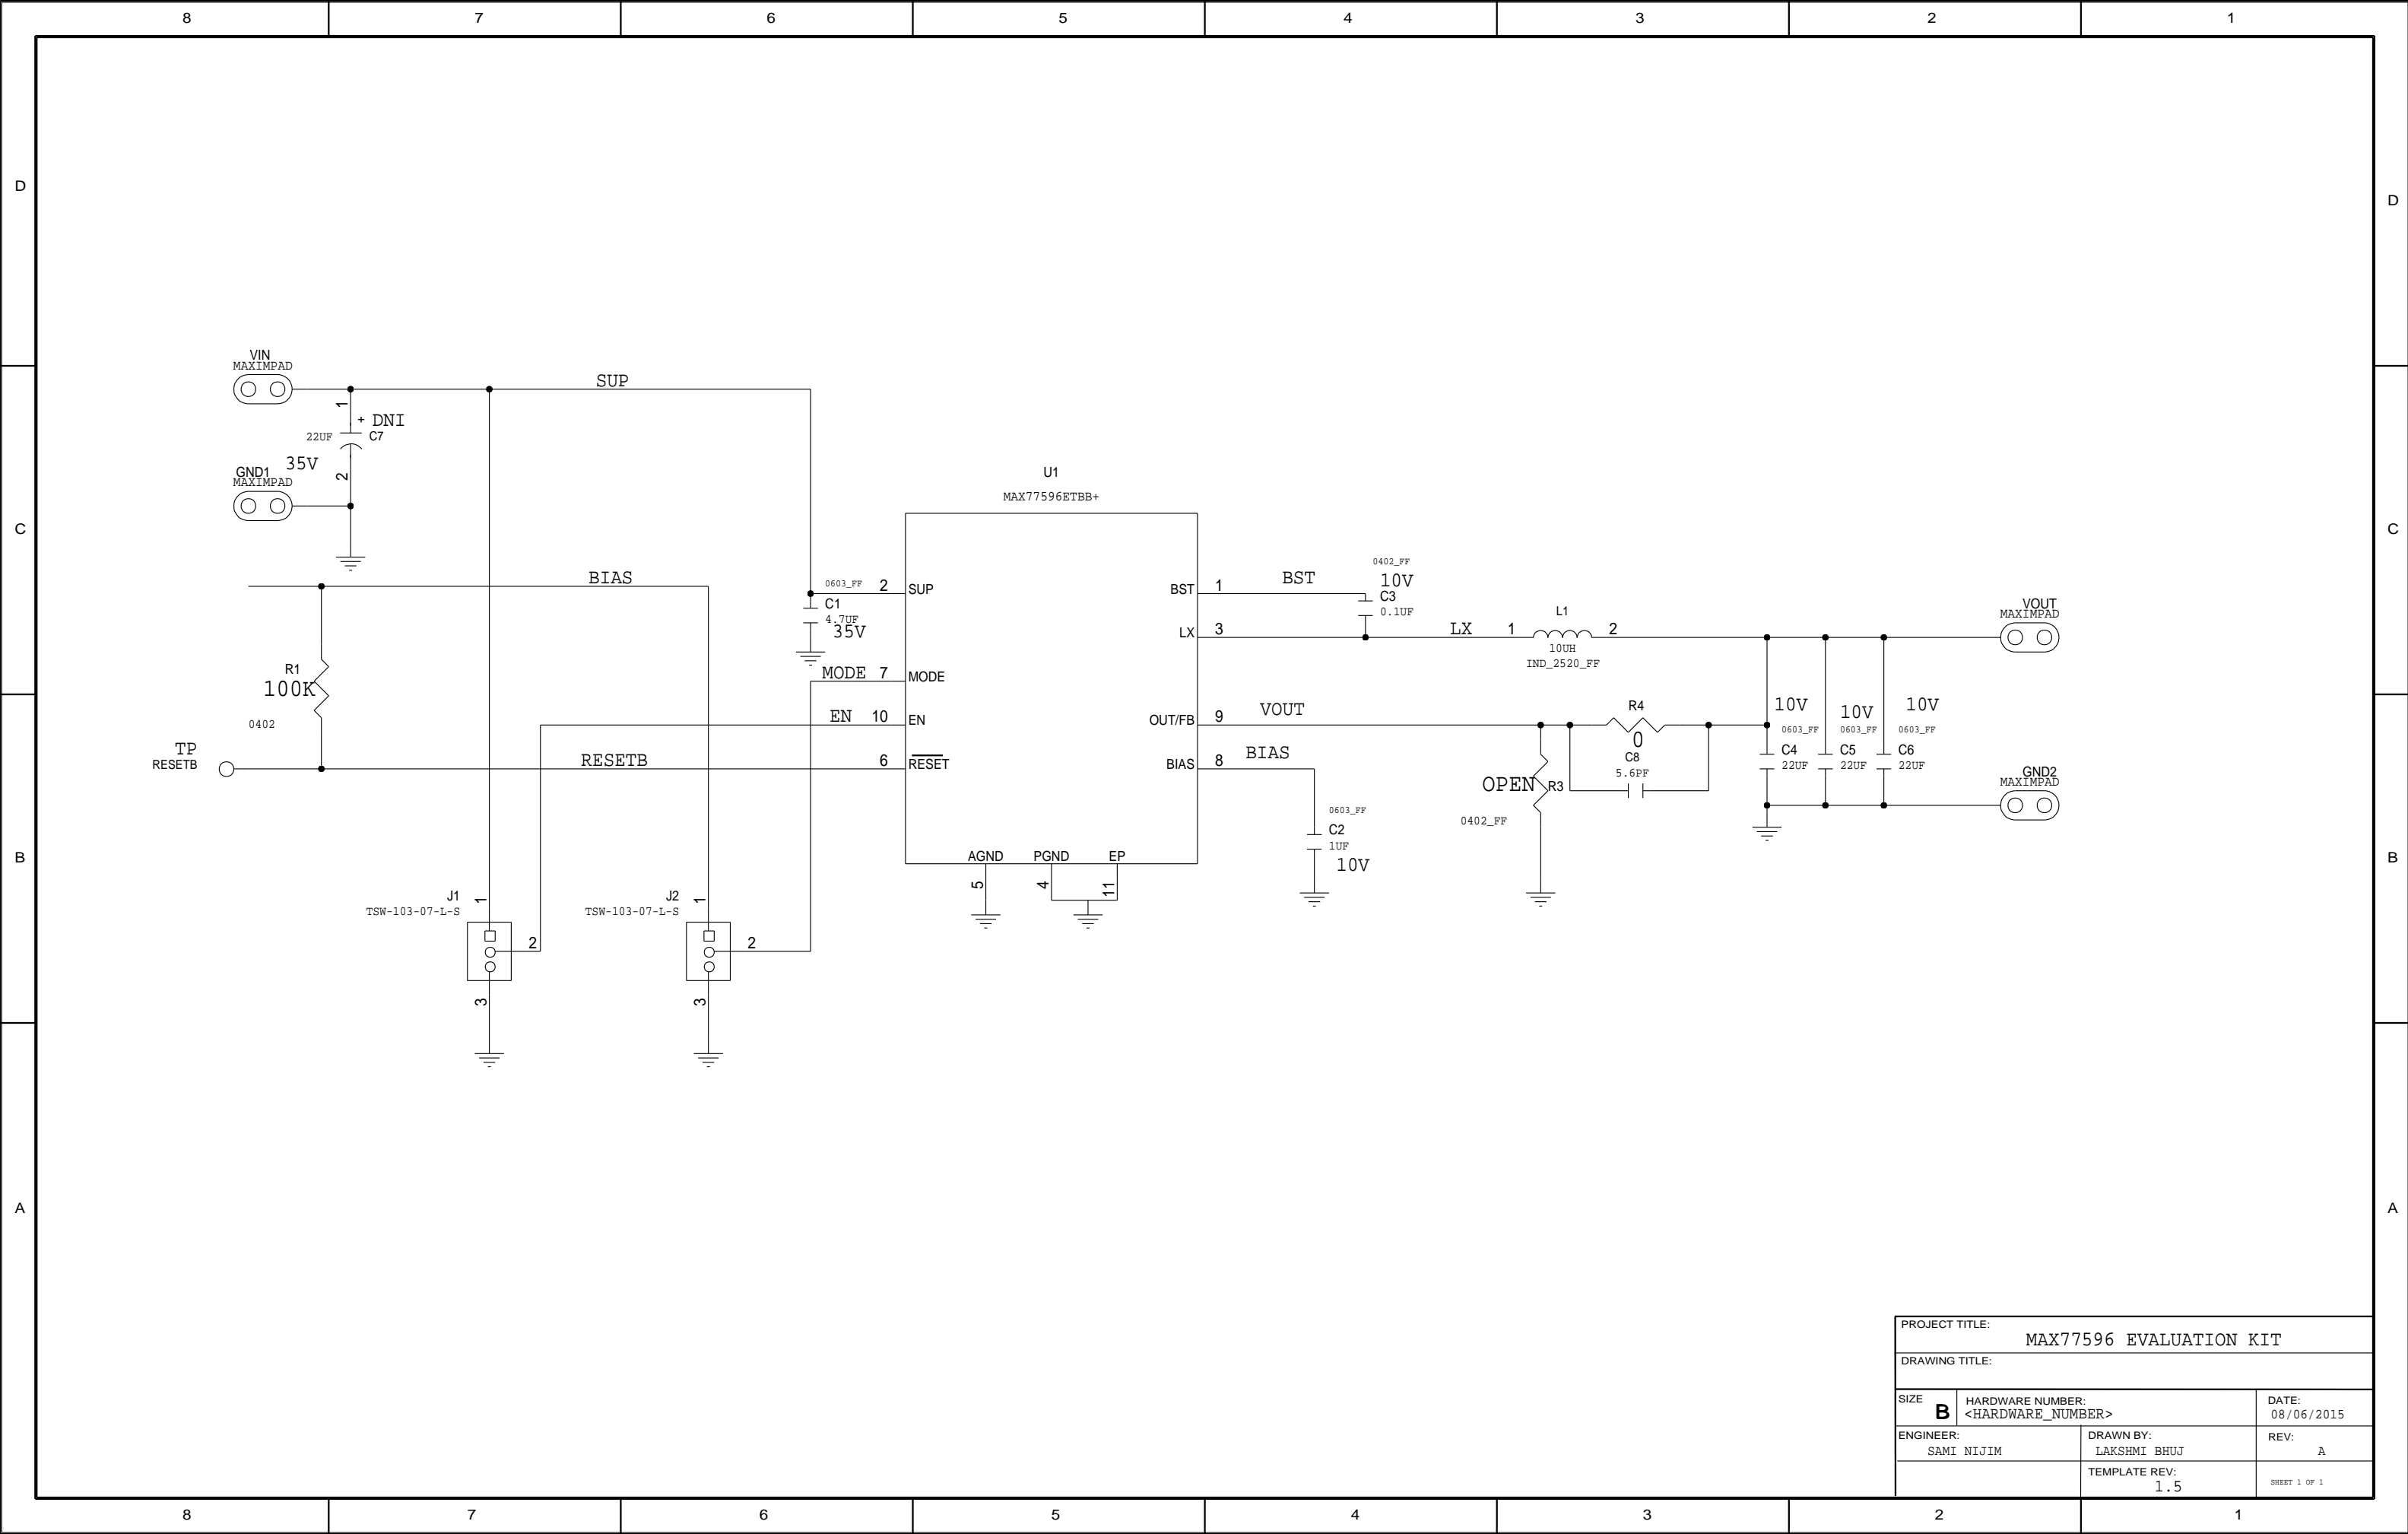 8 7 6 5 4 3 2 1
D
D
VIN
MAXIMPAD
SUP
1
+ DNI
22UF C7
35V
2
GND1
MAXIMPAD
C
C
U1
MAX77596ETBB+
BIAS
0603_FF
2 SUP
C1
4.7UF
35V
BST 1 BST
0402_FF
10V
C3
0.1UF
LX 3 LX 1 2
L1
10UH
IND_2520_FF
VOUT
MAXIMPAD
R1
100K
0402
MODE 7 MODE
EN 10 EN
OUT/FB 9 VOUT
R4
0
C8
5.6PF
10V
0603_FF
C4
22UF
10V
0603_FF
C5
22UF
10V
0603_FF
C6
22UF
TP
RESETB
RESETB 6 RESET
BIAS 8 BIAS
GND2
MAXIMPAD
OPEN R3
0402_FF
0603_FF
C2
1UF
10V
B
B
AGND PGND EP
5 4 11
J1
TSW-103-07-L-S
1
2
3
J2
TSW-103-07-L-S
1
2
3
A
A
PROJECT TITLE:
MAX77596 EVALUATION KIT
DRAWING TITLE:
SIZE
B
HARDWARE NUMBER:
<HARDWARE_NUMBER>
DATE:
08/06/2015
ENGINEER:
SAMI NIJIM
DRAWN BY:
LAKSHMI BHUJ
REV:
A
TEMPLATE REV:
1.5
SHEET 1 OF 1
8 7 6 5 4 3 2 1